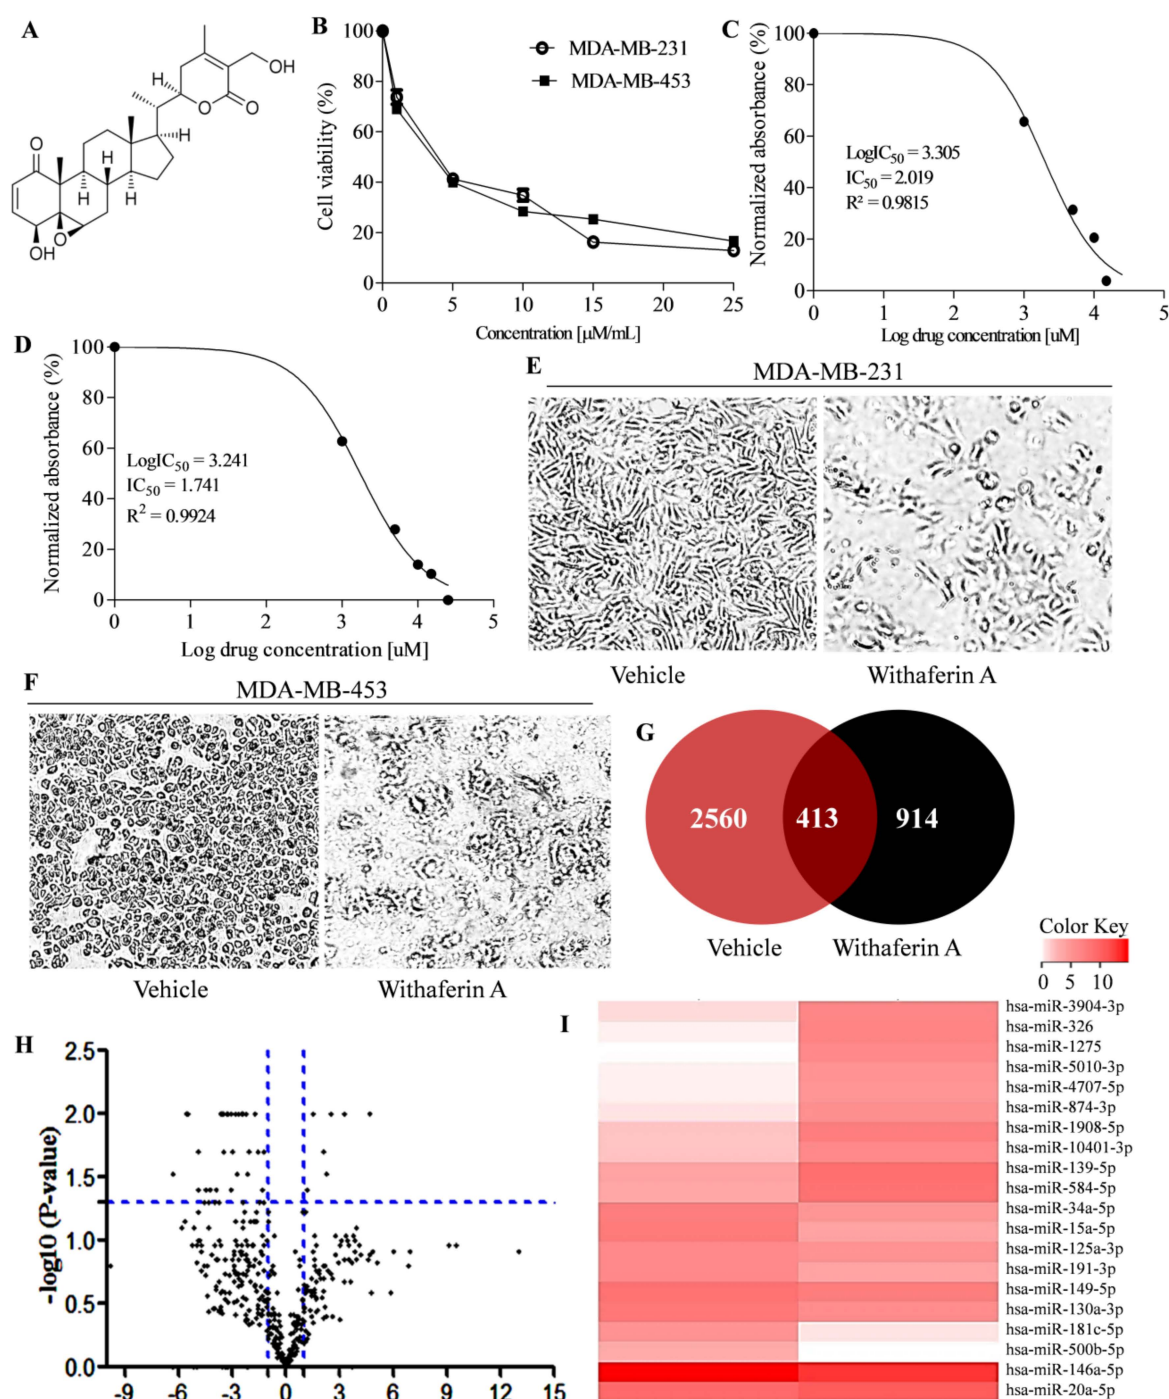 A
H
OH
O
O
H
H
O
H
H
H
O
OH
B
MDA-MB-231
MDA-MB-453
Cell viability (%)
100
80
60
40
20
0
0 5 10 15 20 25
Concentration [µM/mL]
C
Normalized absorbance (%)
100
80
60
40
20
0
LogIC50 = 3.305
IC50 = 2.019
R² = 0.9815
0 1 2 3 4 5
Log drug concentration [uM]
D
Normalized absorbance (%)
100
80
60
40
20
0
LogIC50 = 3.241
IC50 = 1.741
R2 = 0.9924
0 1 2 3 4 5
Log drug concentration [uM]
E
MDA-MB-231
Vehicle Withaferin A
F
MDA-MB-453
Vehicle Withaferin A
G
2560 413 914
Vehicle Withaferin A
Color Key
0 5 10
H
-log10 (P-value)
2.5
2.0
1.5
1.0
0.5
0.0
-9 -6 -3 0 3 6 9 12 15
I
hsa-miR-3904-3p
hsa-miR-326
hsa-miR-1275
hsa-miR-5010-3p
hsa-miR-4707-5p
hsa-miR-874-3p
hsa-miR-1908-5p
hsa-miR-10401-3p
hsa-miR-139-5p
hsa-miR-584-5p
hsa-miR-34a-5p
hsa-miR-15a-5p
hsa-miR-125a-3p
hsa-miR-191-3p
hsa-miR-149-5p
hsa-miR-130a-3p
hsa-miR-181c-5p
hsa-miR-500b-5p
hsa-miR-146a-5p
hsa-miR-20a-5p